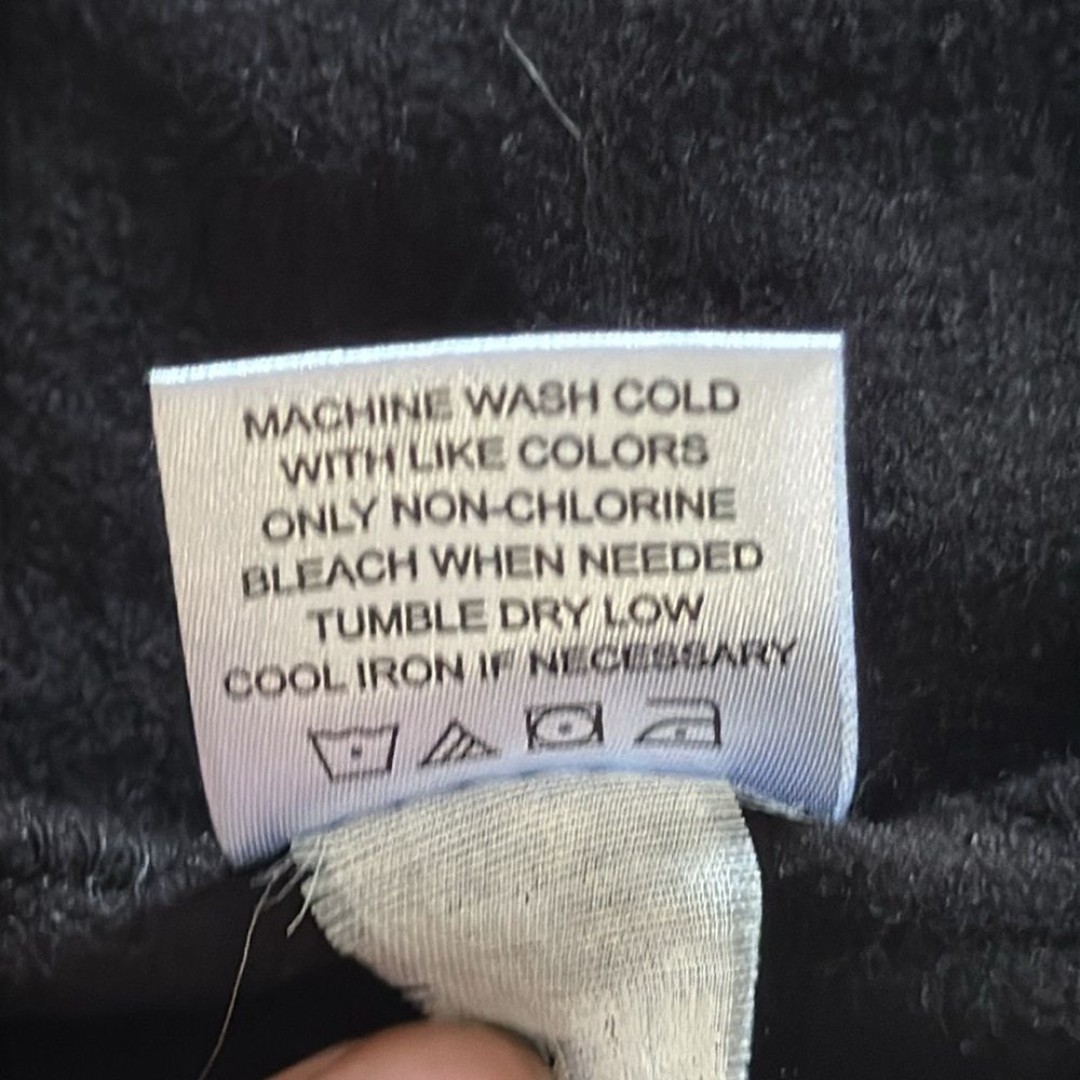 MACHINE WASH COLD
WITH LIKE COLORS
ONLY NON-CHLORINE
BLEACH WHEN NEEDED
TUMBLE DRY LOW
COOL IRON IF NECESSARY